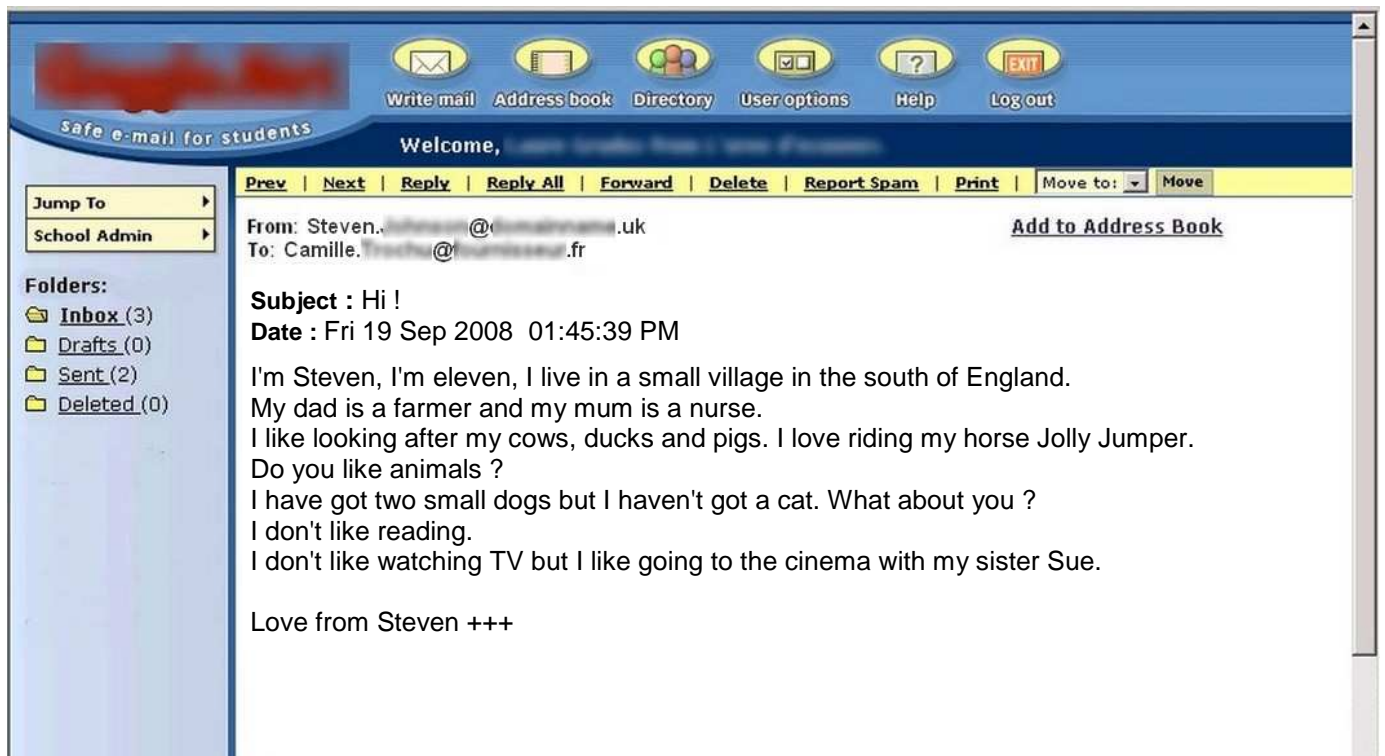 Write mail Address book Directory User options Help EXIT Log out
safe e-mail for students
Welcome,
Prev | Next | Reply | Reply All | Forward | Delete | Report Spam | Print | Move to: Move
Jump To
School Admin
Folders:
Inbox (3)
Drafts (0)
Sent (2)
Deleted (0)
From: Steven. @ .uk
Add to Address Book
To: Camille. @ .fr
Subject : Hi !
Date : Fri 19 Sep 2008 01:45:39 PM
I'm Steven, I'm eleven, I live in a small village in the south of England.
My dad is a farmer and my mum is a nurse.
I like looking after my cows, ducks and pigs. I love riding my horse Jolly Jumper.
Do you like animals ?
I have got two small dogs but I haven't got a cat. What about you ?
I don't like reading.
I don't like watching TV but I like going to the cinema with my sister Sue.
Love from Steven +++